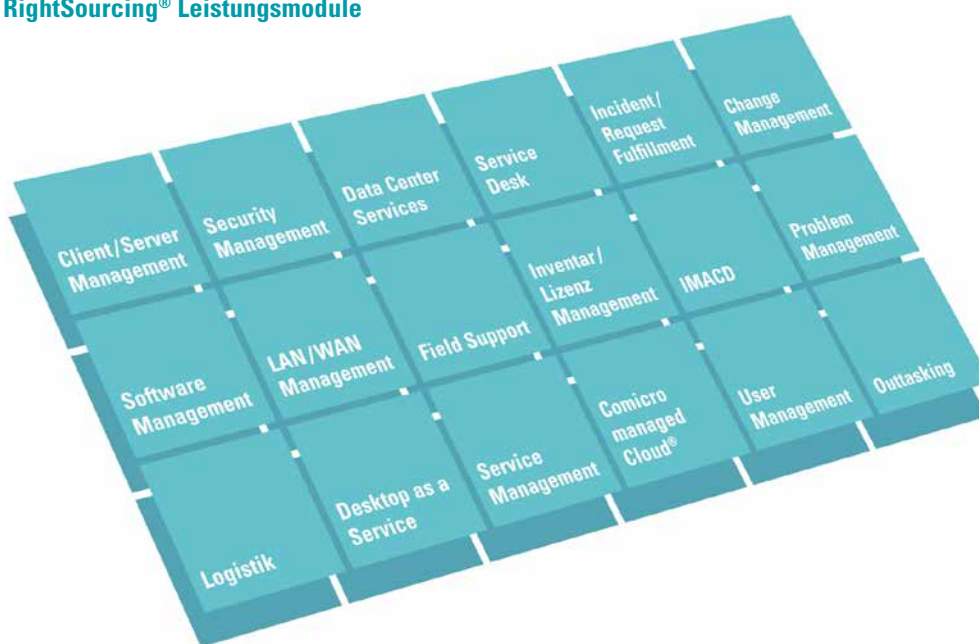 RightSourcing® Leistungsmodule
Client/Server
Management
Security
Management
Data Center
Services
Service
Desk
Incident/
Request
Fulfillment
Change
Management
Software
Management
LAN/WAN
Management
Field Support
Inventar/
Lizenz
Management
IMACD
Problem
Management
Logistik
Desktop as a
Service
Service
Management
Comicro
managed
Cloud®
User
Management
Outtasking